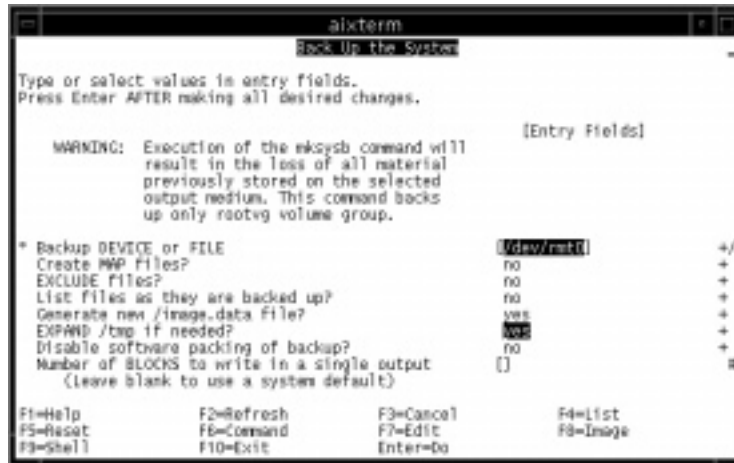 aixterm
Back Up the System
Type or select values in entry fields.
Press Enter AFTER making all desired changes.
[Entry Fields]
WARNING: Execution of the mksysb command will
result in the loss of all material
previously stored on the selected
output medium. This command backs
up only rootvg volume group.
* Backup DEVICE or FILE [/dev/rmt0] +/
Create MAP files? no +
EXCLUDE files? no +
List files as they are backed up? no +
Generate new /image.data file? yes +
EXPAND /tmp if needed? yes +
Disable software packing of backup? no +
Number of BLOCKS to write in a single output [] #
(Leave blank to use a system default)
F1=Help F2=Refresh F3=Cancel F4=List
F5=Reset F6=Command F7=Edit F8=Image
F9=Shell F10=Exit Enter=Do